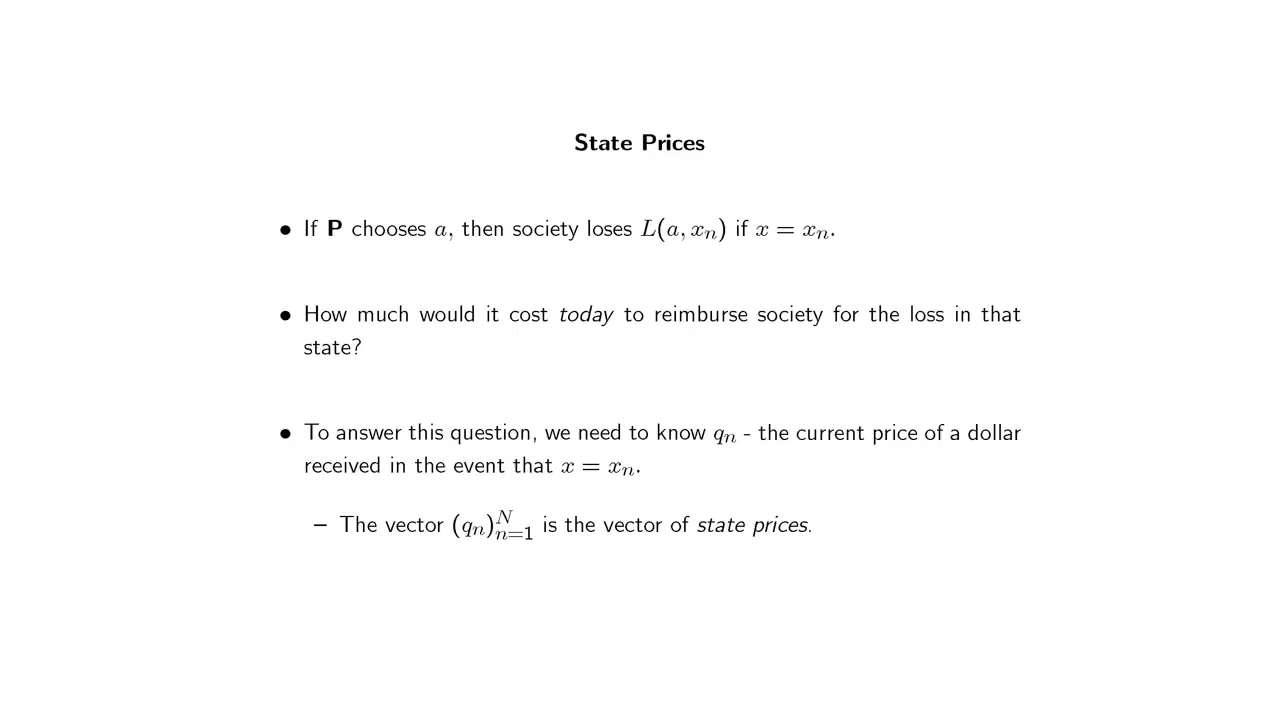 State Prices
• If P chooses a, then society loses L(a, xₙ) if x = xₙ.
• How much would it cost today to reimburse society for the loss in that
state?
• To answer this question, we need to know qₙ - the current price of a dollar
received in the event that x = xₙ.
– The vector (qₙ)ᴺₙ₌₁ is the vector of state prices.